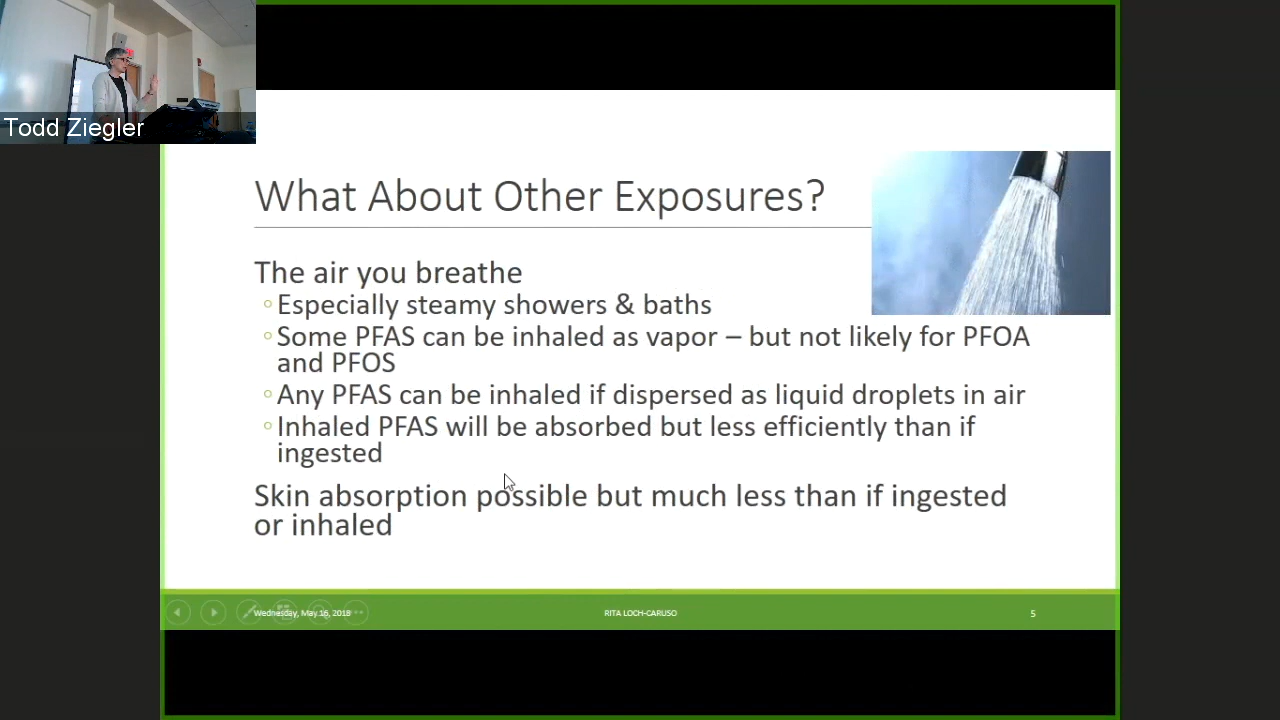 Todd Ziegler
What About Other Exposures?
The air you breathe
Especially steamy showers & baths
Some PFAS can be inhaled as vapor – but not likely for PFOA
and PFOS
Any PFAS can be inhaled if dispersed as liquid droplets in air
Inhaled PFAS will be absorbed but less efficiently than if
ingested
Skin absorption possible but much less than if ingested
or inhaled
Wednesday, May 16, 2018
RITA LOCH-CARUSO
5